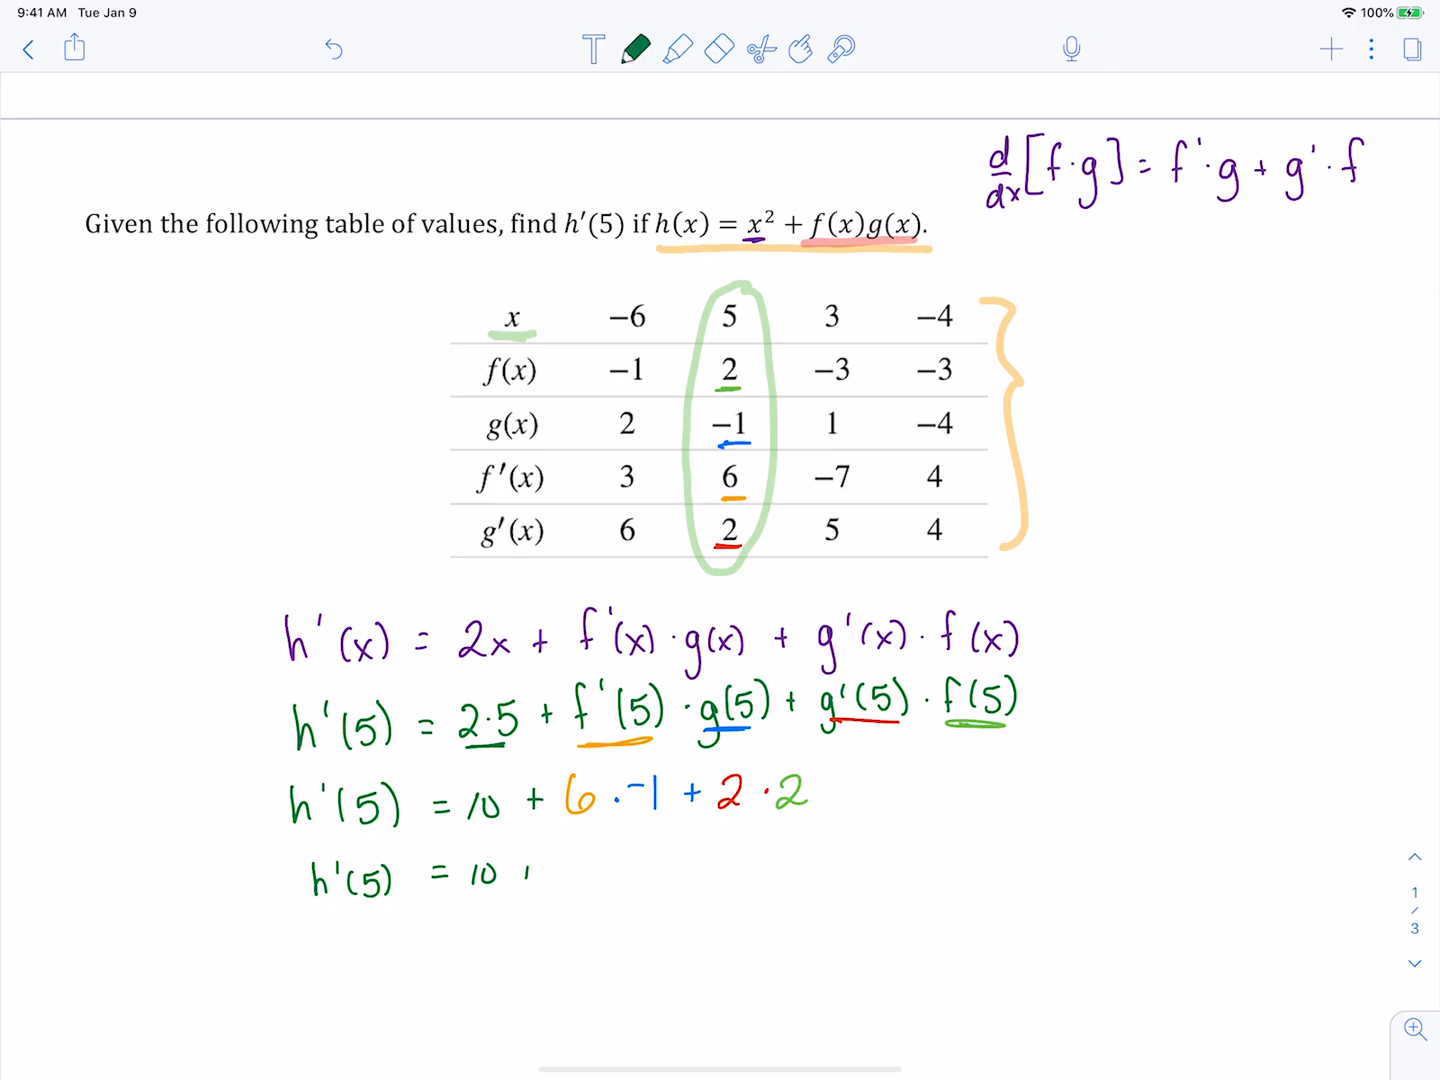 9:41 AM Tue Jan 9 100%
T
d/dx [f·g] = f'·g + g'·f
Given the following table of values, find h′(5) if h(x) = x² + f(x)g(x).
x −6 5 3 −4
f(x) −1 2 −3 −3
g(x) 2 −1 1 −4
f′(x) 3 6 −7 4
g′(x) 6 2 5 4
h'(x) = 2x + f'(x)·g(x) + g'(x)·f(x)
h'(5) = 2·5 + f'(5)·g(5) + g'(5)·f(5)
h'(5) = 10 + 6·-1 + 2·2
h'(5) = 10
1
/
3